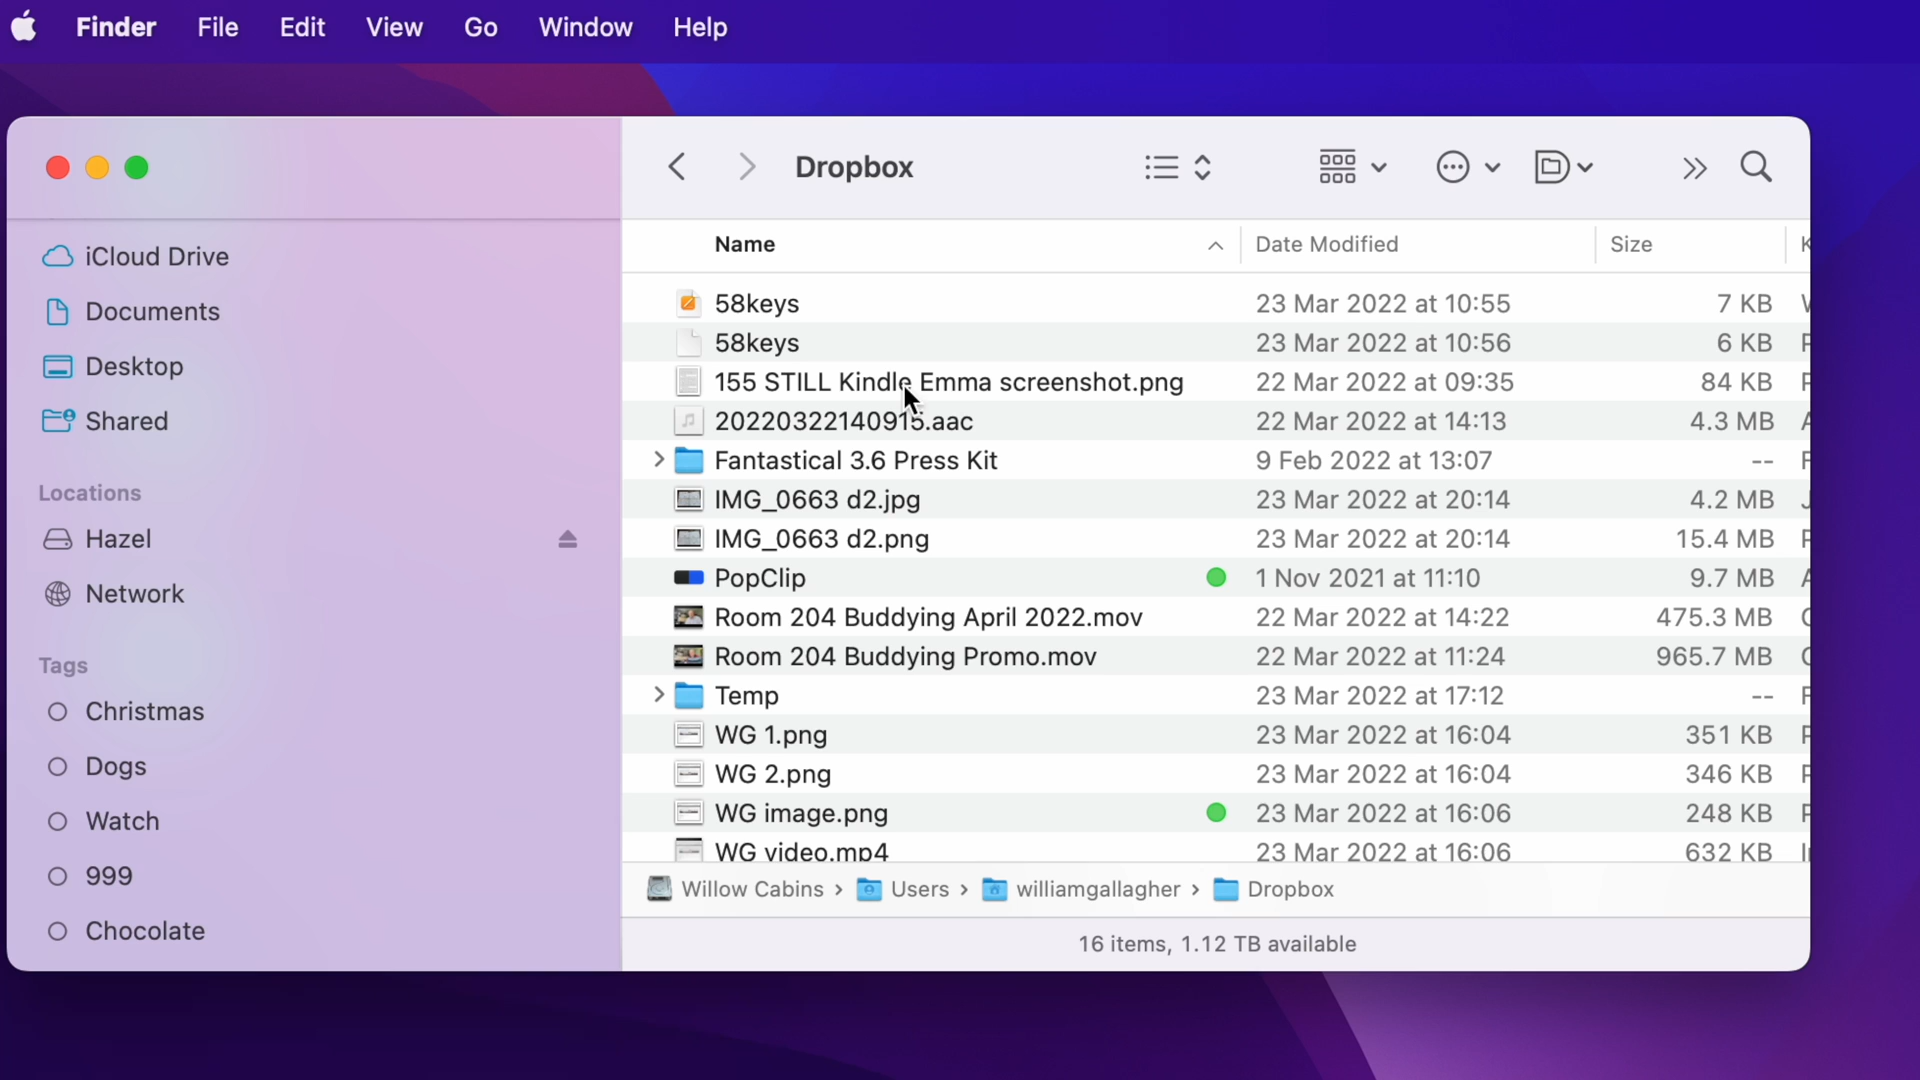 Finder File Edit View Go Window Help
Dropbox
iCloud Drive
Documents
Desktop
Shared
Locations
Hazel
Network
Tags
Christmas
Dogs
Watch
999
Chocolate
Name Date Modified Size K
58keys 23 Mar 2022 at 10:55 7 KB
58keys 23 Mar 2022 at 10:56 6 KB
155 STILL Kindle Emma screenshot.png 22 Mar 2022 at 09:35 84 KB
20220322140915.aac 22 Mar 2022 at 14:13 4.3 MB
Fantastical 3.6 Press Kit 9 Feb 2022 at 13:07 --
IMG_0663 d2.jpg 23 Mar 2022 at 20:14 4.2 MB
IMG_0663 d2.png 23 Mar 2022 at 20:14 15.4 MB
PopClip 1 Nov 2021 at 11:10 9.7 MB
Room 204 Buddying April 2022.mov 22 Mar 2022 at 14:22 475.3 MB
Room 204 Buddying Promo.mov 22 Mar 2022 at 11:24 965.7 MB
Temp 23 Mar 2022 at 17:12 --
WG 1.png 23 Mar 2022 at 16:04 351 KB
WG 2.png 23 Mar 2022 at 16:04 346 KB
WG image.png 23 Mar 2022 at 16:06 248 KB
WG video.mp4 23 Mar 2022 at 16:06 632 KB
Willow Cabins › Users › williamgallagher › Dropbox
16 items, 1.12 TB available